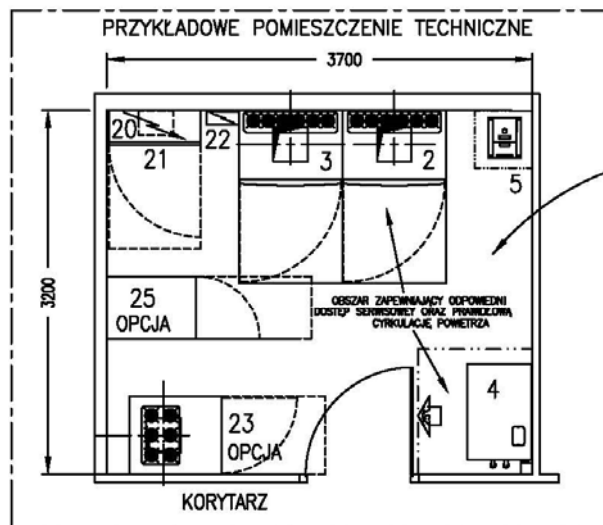 PRZYKŁADOWE POMIESZCZENIE TECHNICZNE
3700
20
21
22
3
2
5
3200
25
OPCJA
OBSZAR ZAPEWNIAJĄCY ODPOWIEDNI
DOSTĘP SERWISOWY ORAZ PRAWIDŁOWĄ
CYRKULACJĘ POWIETRZA
4
23
OPCJA
KORYTARZ